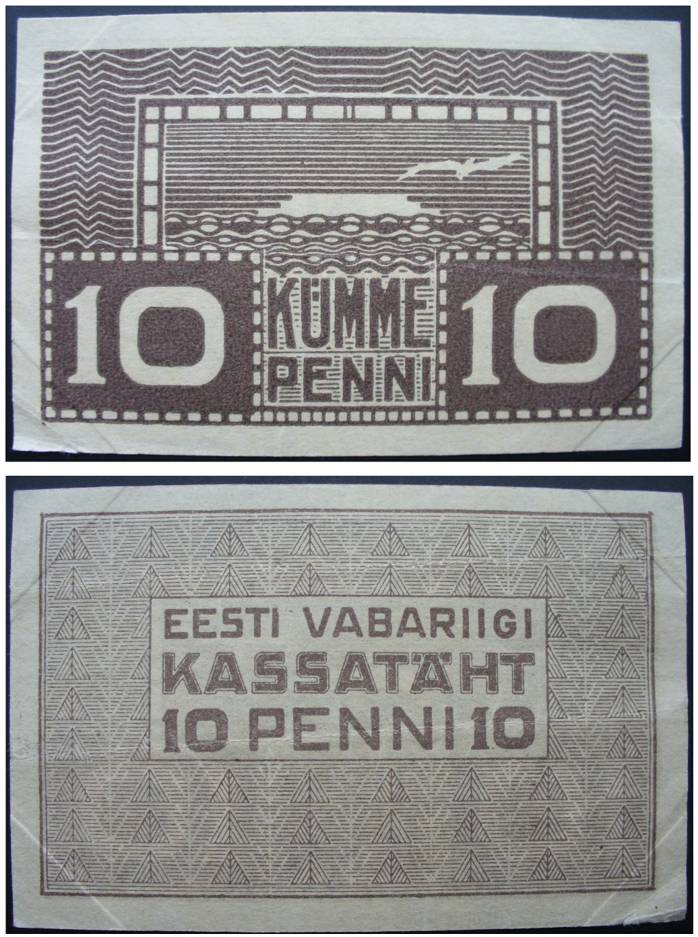 10 KÜMME 10
PENNI
EESTI VABARIIGI
KASSATÄHT
10 PENNI 10